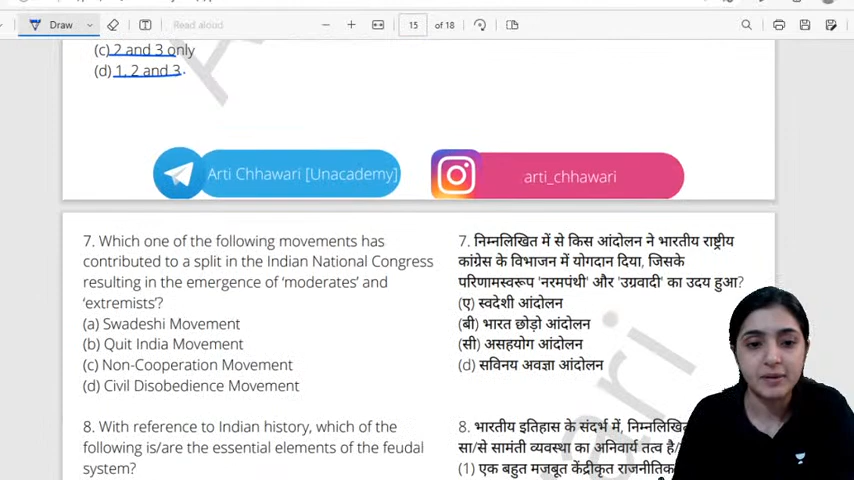 Draw
Read aloud
15 of 18
(c) 2 and 3 only
(d) 1, 2 and 3
Arti Chhawari [Unacademy]
arti_chhawari
7. Which one of the following movements has
contributed to a split in the Indian National Congress
resulting in the emergence of ‘moderates’ and
‘extremists’?
(a) Swadeshi Movement
(b) Quit India Movement
(c) Non-Cooperation Movement
(d) Civil Disobedience Movement
7. निम्नलिखित में से किस आंदोलन ने भारतीय राष्ट्रीय
कांग्रेस के विभाजन में योगदान दिया, जिसके
परिणामस्वरूप 'नरमपंथी' और 'उग्रवादी' का उदय हुआ?
(ए) स्वदेशी आंदोलन
(बी) भारत छोड़ो आंदोलन
(सी) असहयोग आंदोलन
(d) सविनय अवज्ञा आंदोलन
8. With reference to Indian history, which of the
following is/are the essential elements of the feudal
system?
8. भारतीय इतिहास के संदर्भ में,
सा/से सामंती व्यवस्था का अनिवार्य तत्व है/
(1) एक बहुत मजबूत केंद्रीकृत